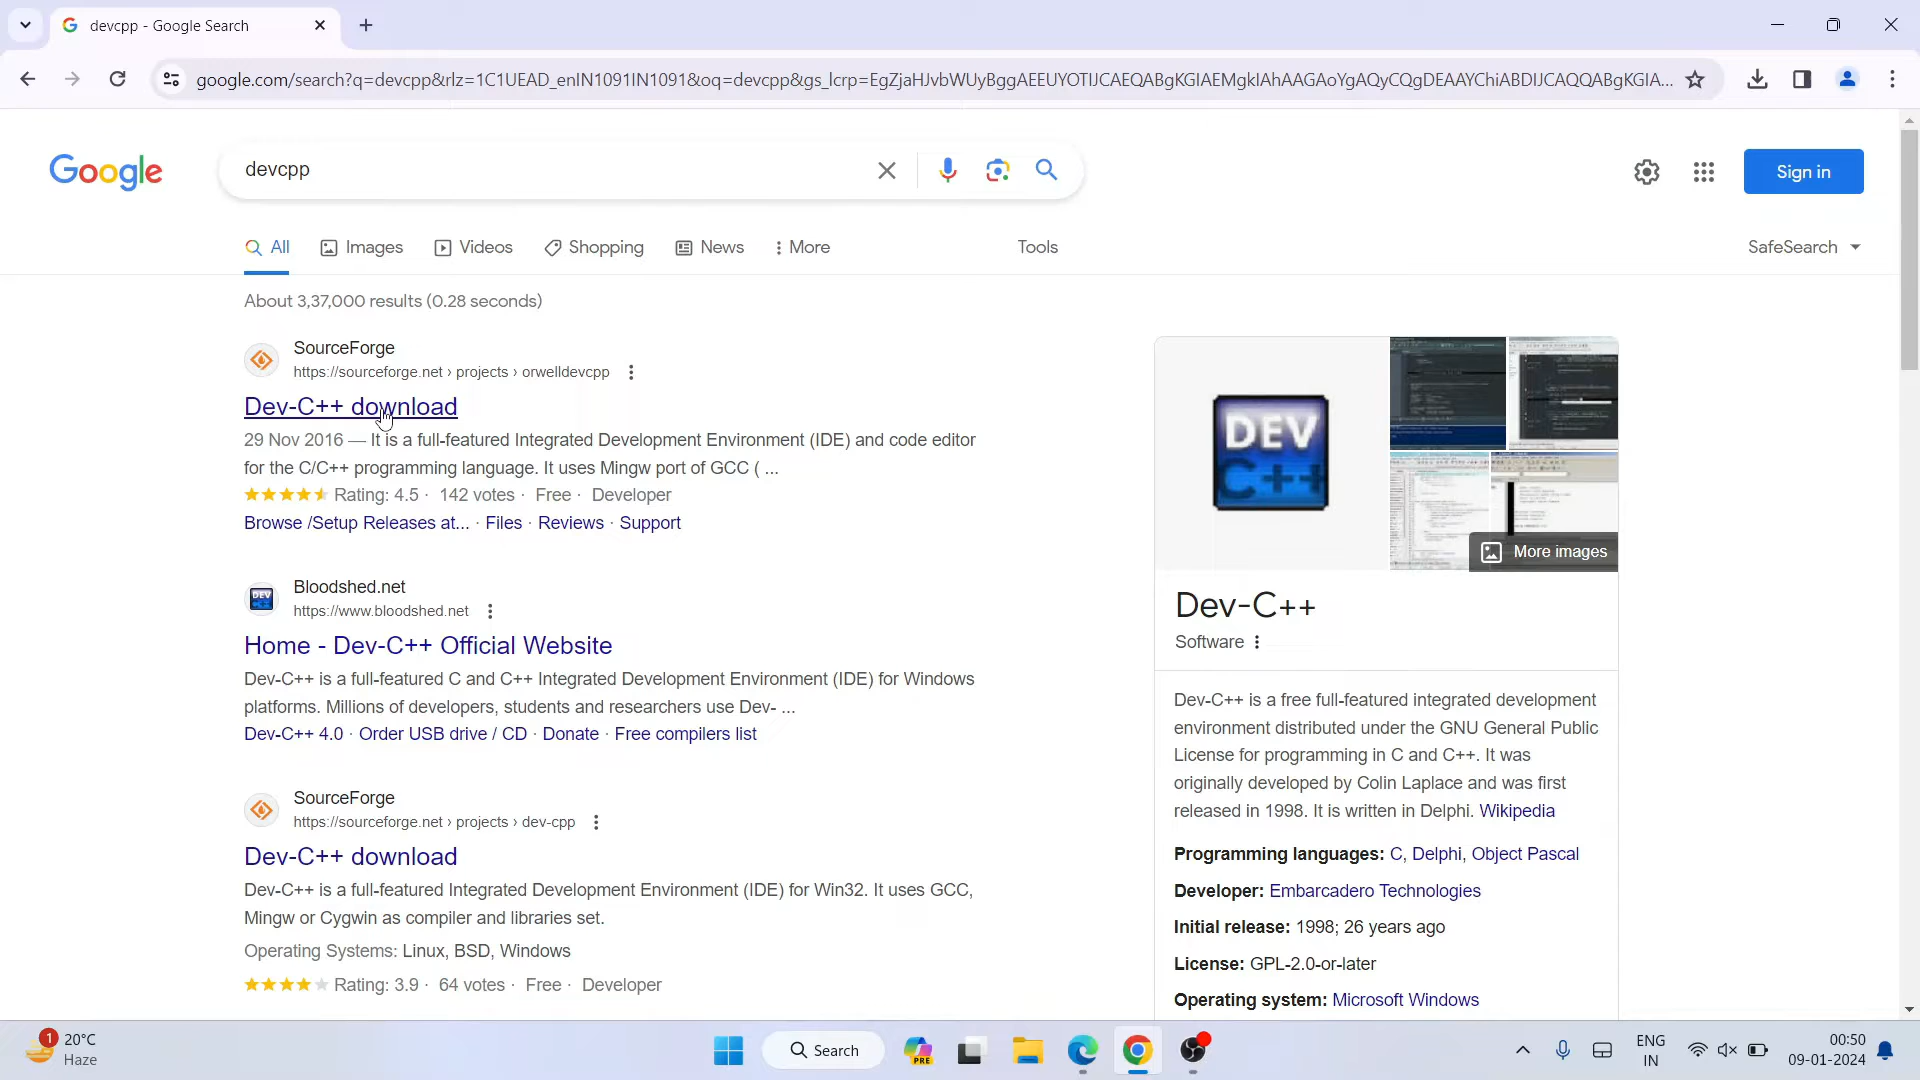 devcpp - Google Search
google.com/search?q=devcpp&rlz=1C1UEAD_enIN1091IN1091&oq=devcpp&gs_lcrp=EgZjaHJvbWUyBggAEEUYOTIJCAEQABgKGIAEMgkIAhAAGAoYgAQyCQgDEAAYChiABDIJCAQQABgKGIA...
Google
devcpp
Sign in
All
Images
Videos
Shopping
News
More
Tools
SafeSearch
About 3,37,000 results (0.28 seconds)
SourceForge
https://sourceforge.net › projects › orwelldevcpp
Dev-C++ download
29 Nov 2016 — It is a full-featured Integrated Development Environment (IDE) and code editor
for the C/C++ programming language. It uses Mingw port of GCC ( ...
Rating: 4.5 · 142 votes · Free · Developer
Browse /Setup Releases at... · Files · Reviews · Support
Bloodshed.net
https://www.bloodshed.net
Home - Dev-C++ Official Website
Dev-C++ is a full-featured C and C++ Integrated Development Environment (IDE) for Windows
platforms. Millions of developers, students and researchers use Dev- ...
Dev-C++ 4.0 · Order USB drive / CD · Donate · Free compilers list
SourceForge
https://sourceforge.net › projects › dev-cpp
Dev-C++ download
Dev-C++ is a full-featured Integrated Development Environment (IDE) for Win32. It uses GCC,
Mingw or Cygwin as compiler and libraries set.
Operating Systems: Linux, BSD, Windows
Rating: 3.9 · 64 votes · Free · Developer
DEV
C++
More images
Dev-C++
Software
Dev-C++ is a free full-featured integrated development
environment distributed under the GNU General Public
License for programming in C and C++. It was
originally developed by Colin Laplace and was first
released in 1998. It is written in Delphi. Wikipedia
Programming languages: C, Delphi, Object Pascal
Developer: Embarcadero Technologies
Initial release: 1998; 26 years ago
License: GPL-2.0-or-later
Operating system: Microsoft Windows
1
20°C
Haze
Search
PRE
ENG
IN
00:50
09-01-2024